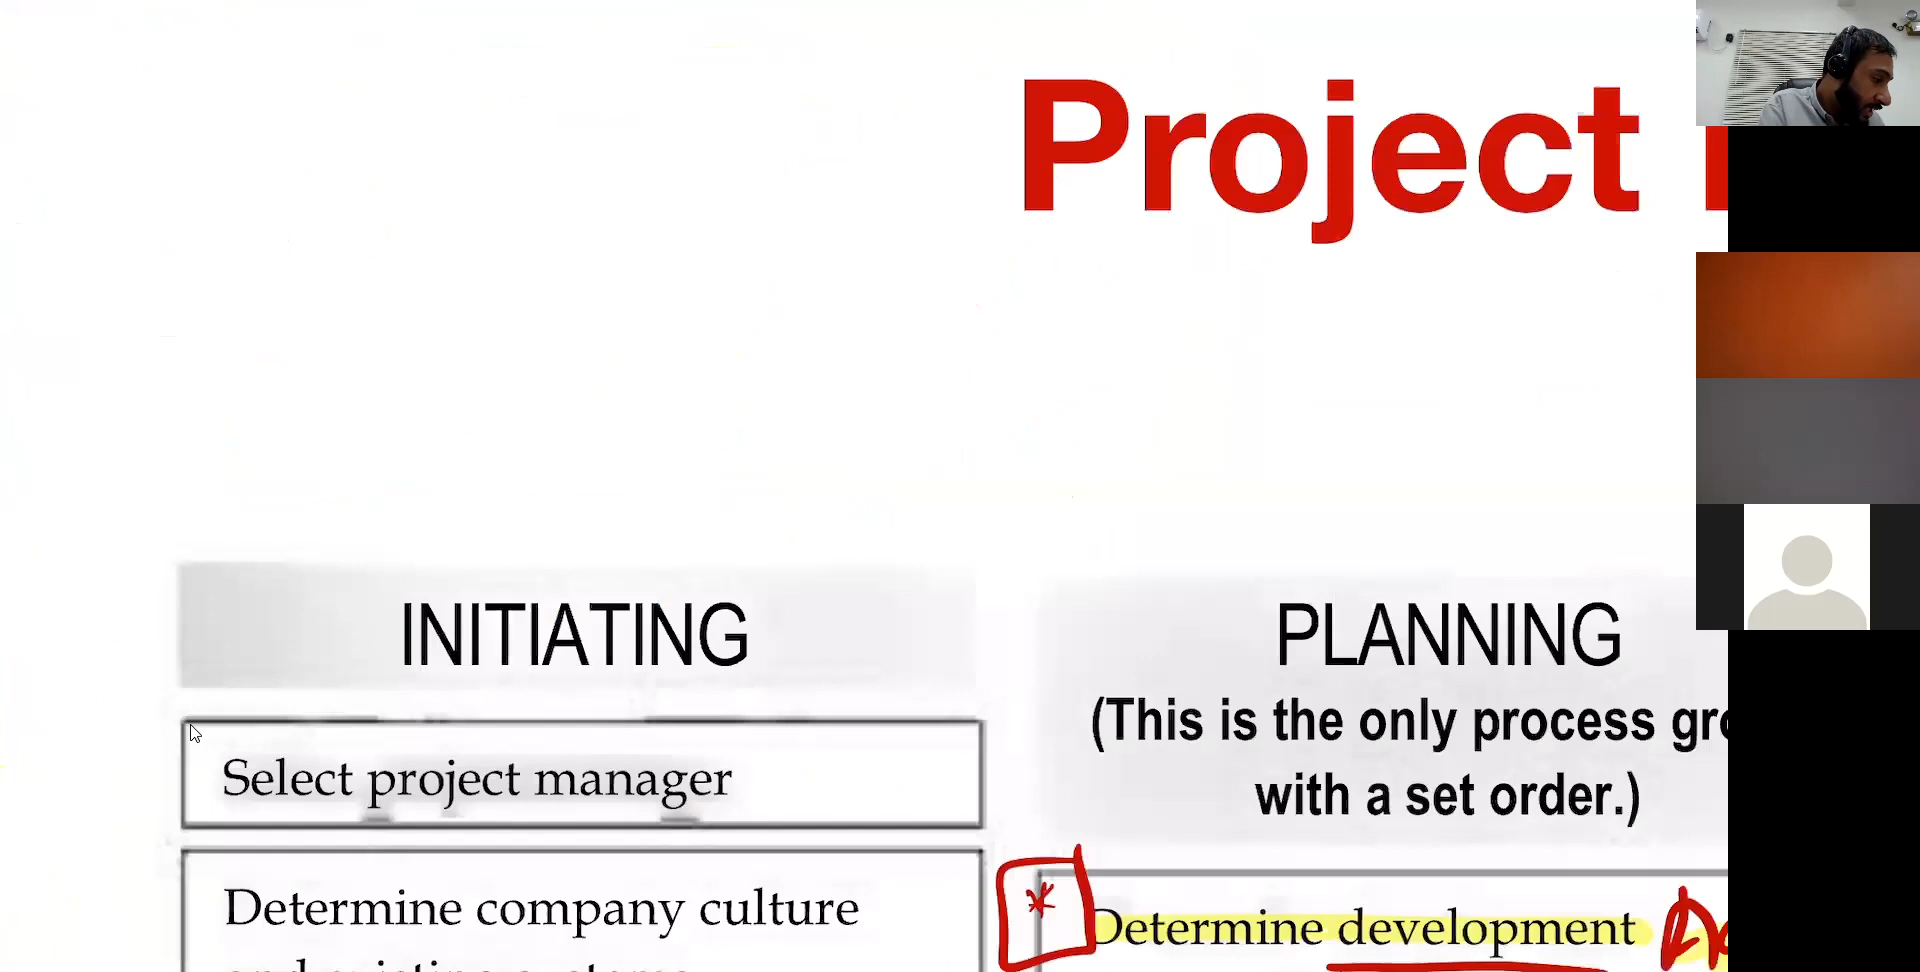 Project
INITIATING
Select project manager
Determine company culture
PLANNING
(This is the only process
with a set order.)
*
Determine development